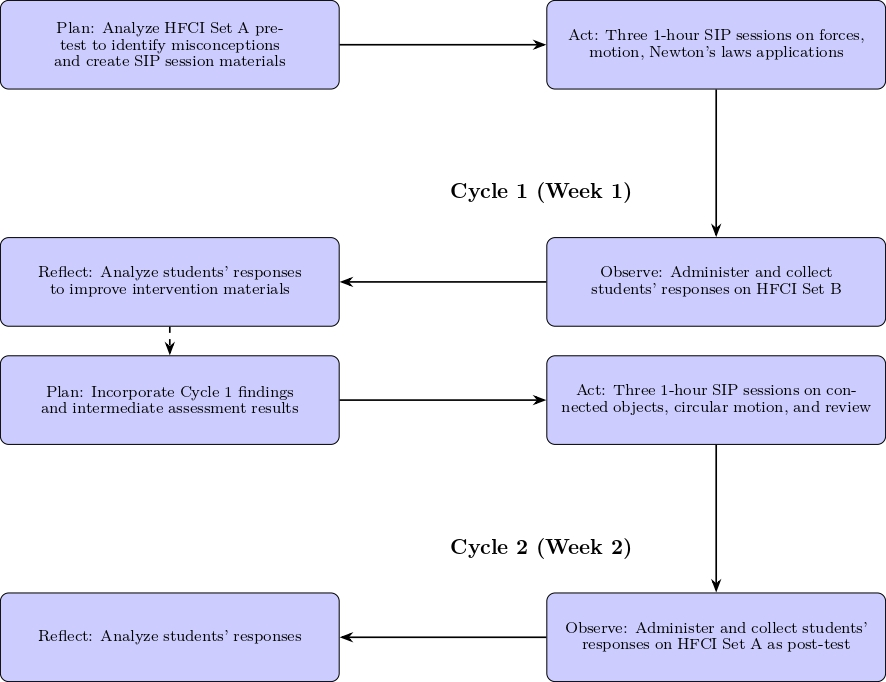 Plan: Analyze HFCI Set A pre-
test to identify misconceptions
and create SIP session materials
Act: Three 1-hour SIP sessions on forces,
motion, Newton's laws applications
Cycle 1 (Week 1)
Reflect: Analyze students' responses
to improve intervention materials
Observe: Administer and collect
students' responses on HFCI Set B
Plan: Incorporate Cycle 1 findings
and intermediate assessment results
Act: Three 1-hour SIP sessions on con-
nected objects, circular motion, and review
Cycle 2 (Week 2)
Reflect: Analyze students' responses
Observe: Administer and collect students'
responses on HFCI Set A as post-test